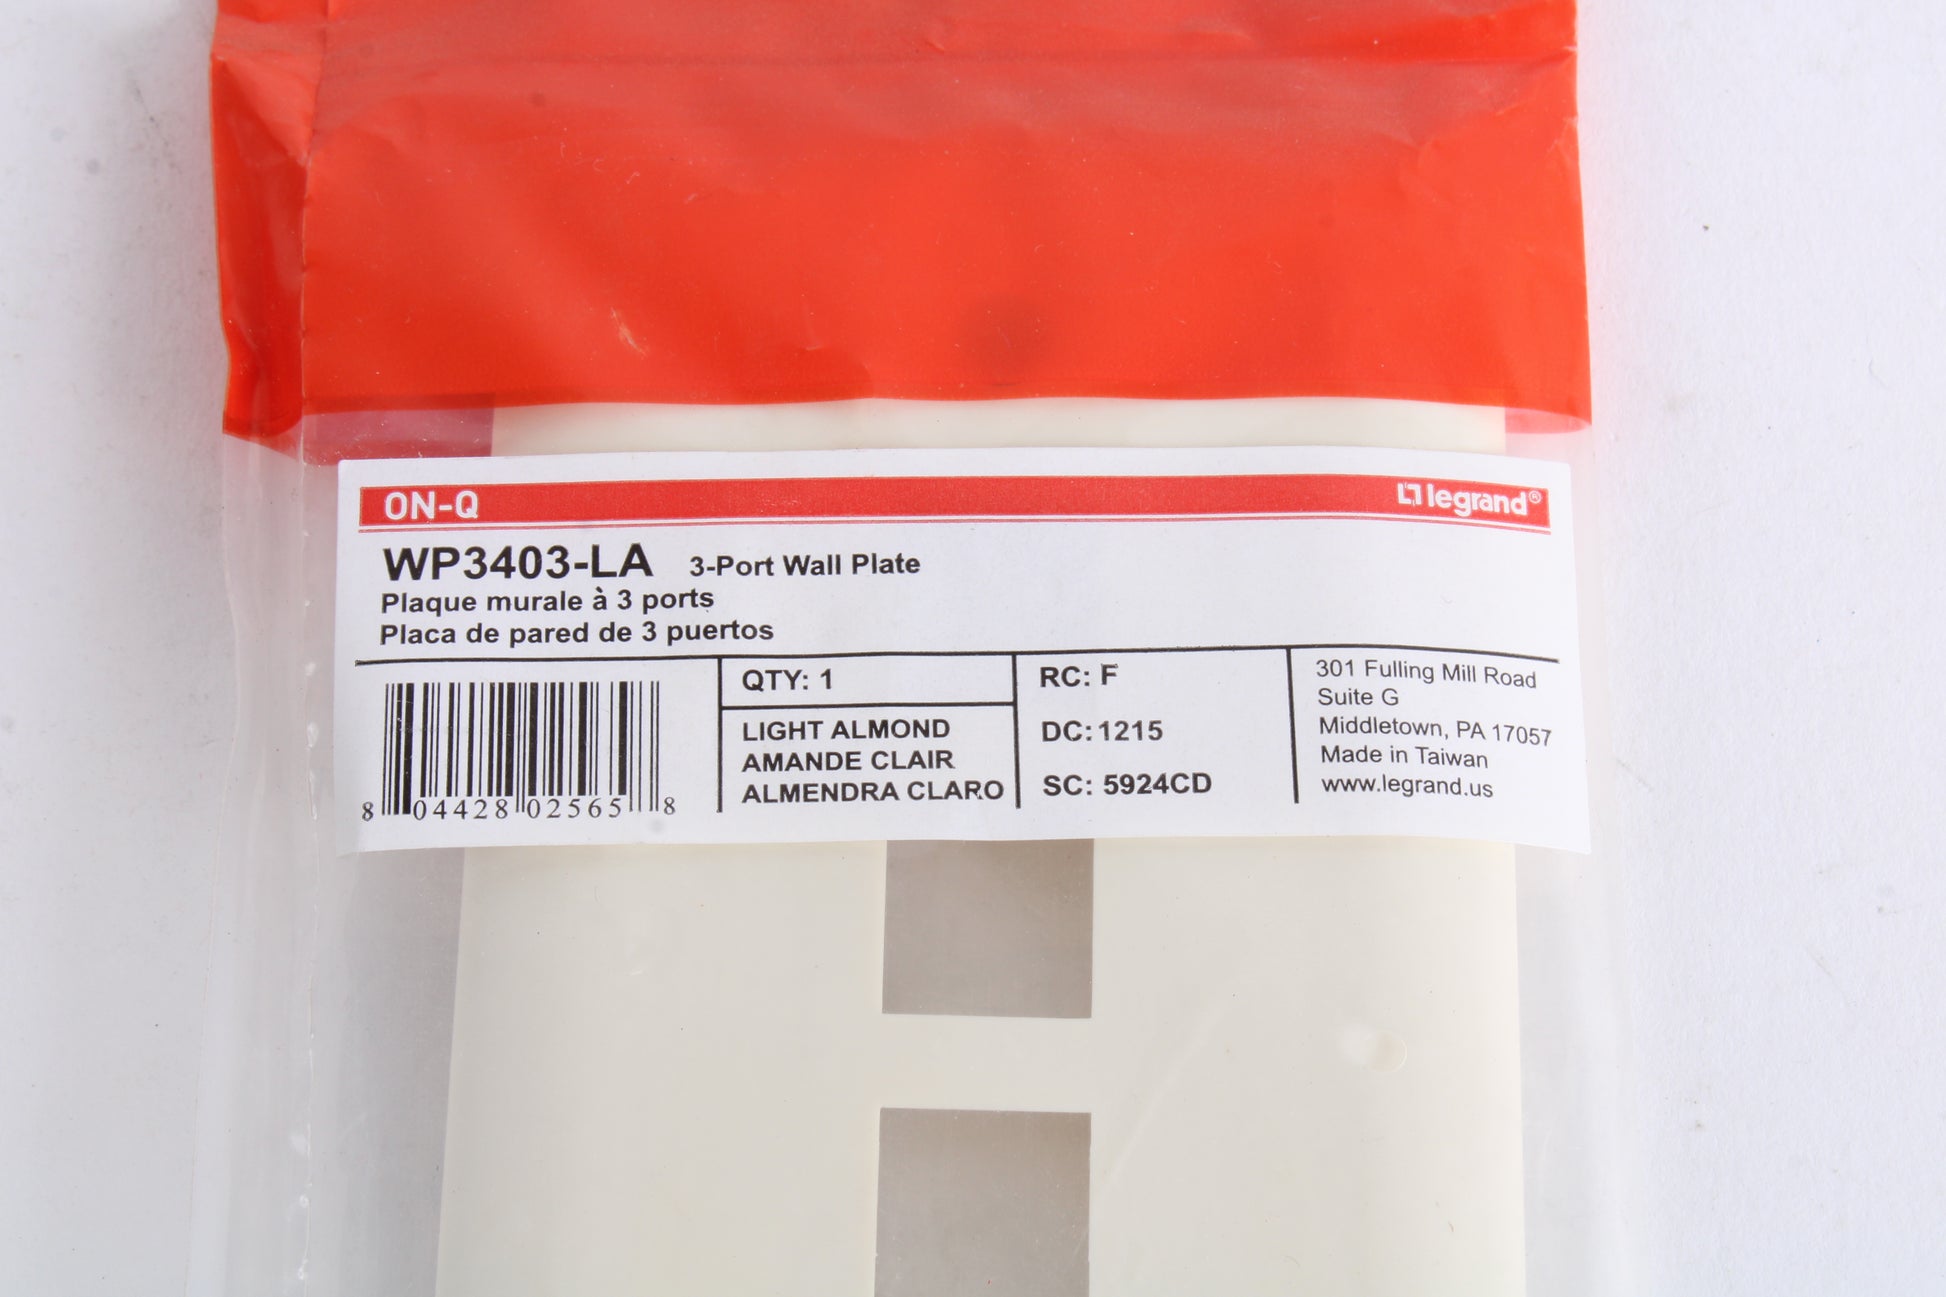 ON-Q legrand®
WP3403-LA 3-Port Wall Plate
Plaque murale à 3 ports
Placa de pared de 3 puertos
8 04428 02565 8
QTY: 1
LIGHT ALMOND
AMANDE CLAIR
ALMENDRA CLARO
RC: F
DC: 1215
SC: 5924CD
301 Fulling Mill Road
Suite G
Middletown, PA 17057
Made in Taiwan
www.legrand.us